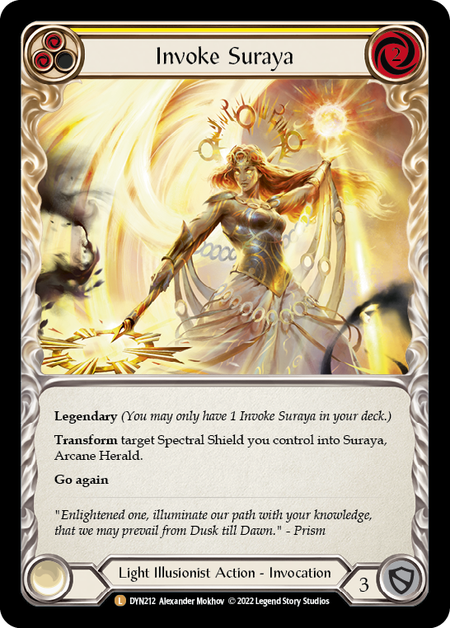 Invoke Suraya
2
Legendary (You may only have 1 Invoke Suraya in your deck.)
Transform target Spectral Shield you control into Suraya,
Arcane Herald.
Go again
"Enlightened one, illuminate our path with your knowledge,
that we may prevail from Dusk till Dawn." - Prism
Light Illusionist Action - Invocation
3
L DYN212 Alexander Mokhov © 2022 Legend Story Studios